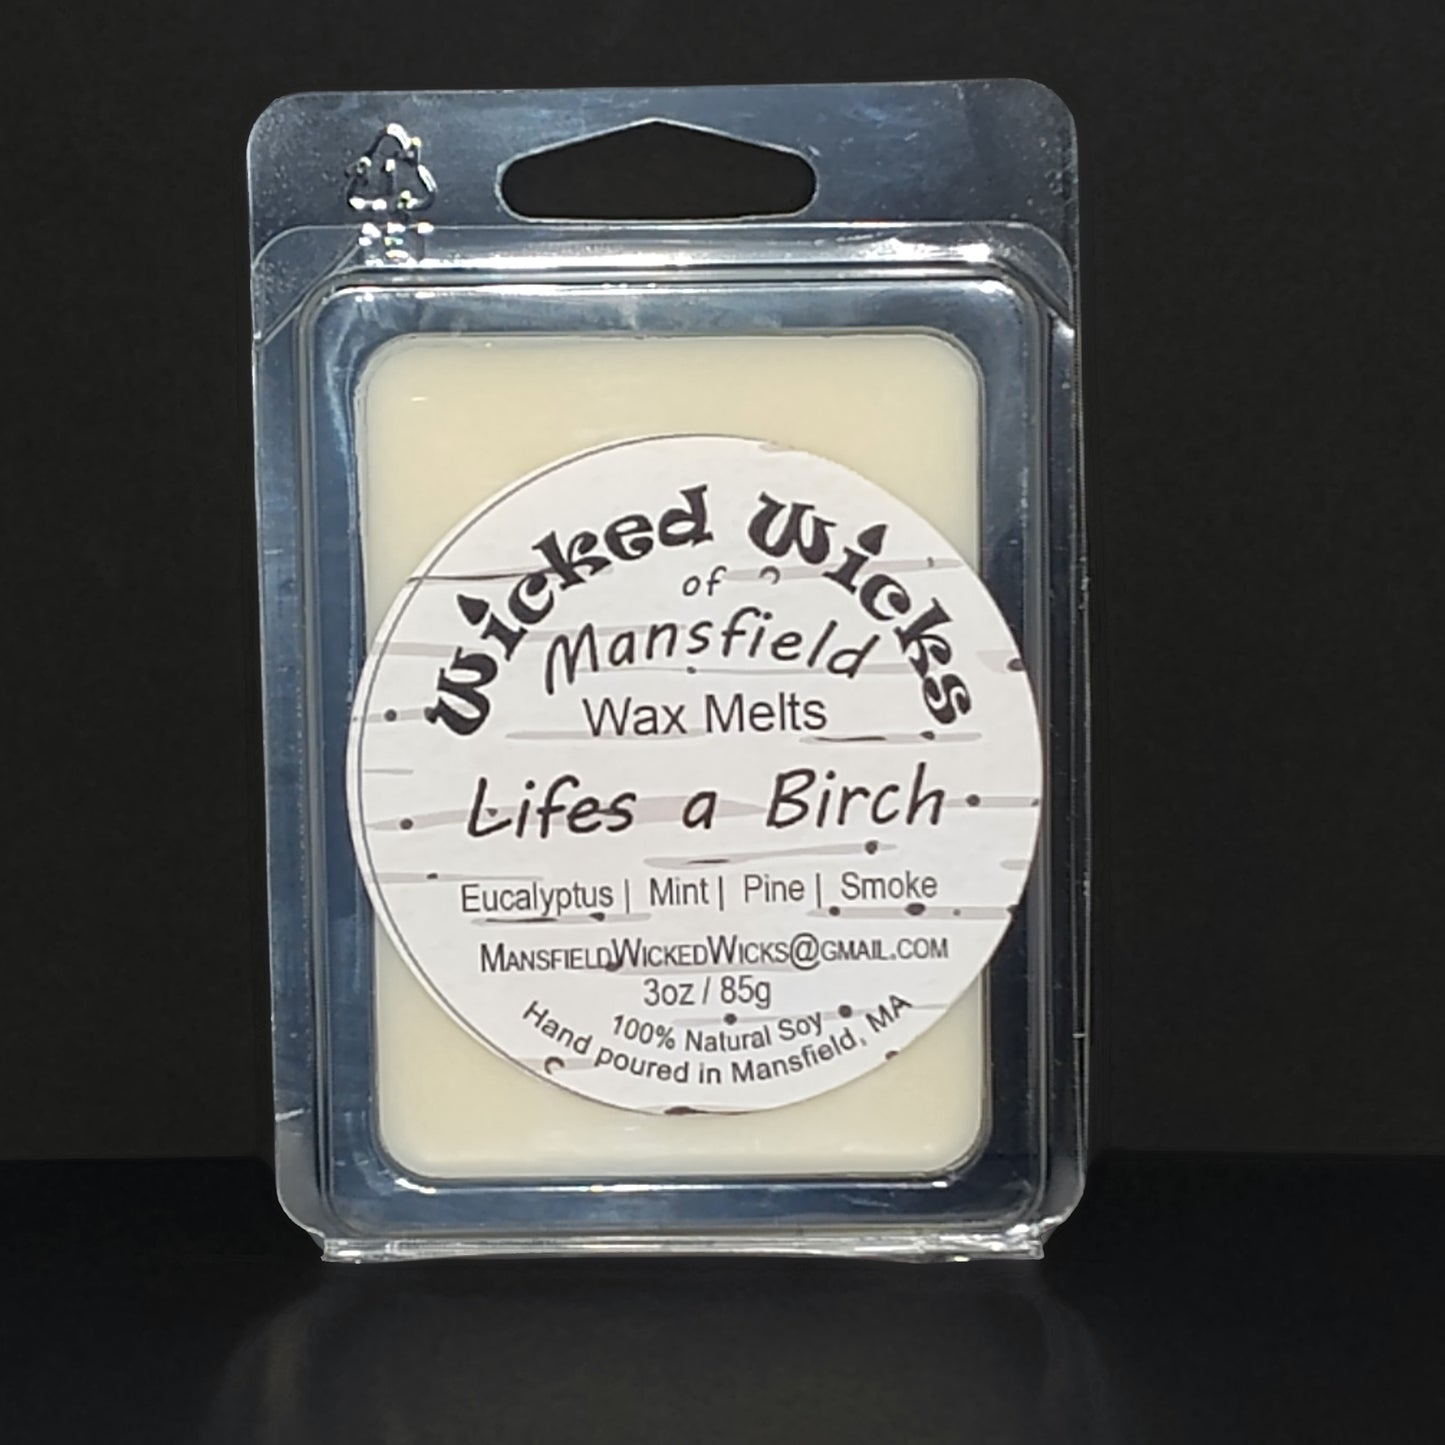 Wicked Wicks
of
Mansfield
Wax Melts
Lifes a Birch
Eucalyptus | Mint | Pine | Smoke
MansfieldWickedWicks@gmail.com
3oz / 85g
100% Natural Soy
Hand poured in Mansfield, MA